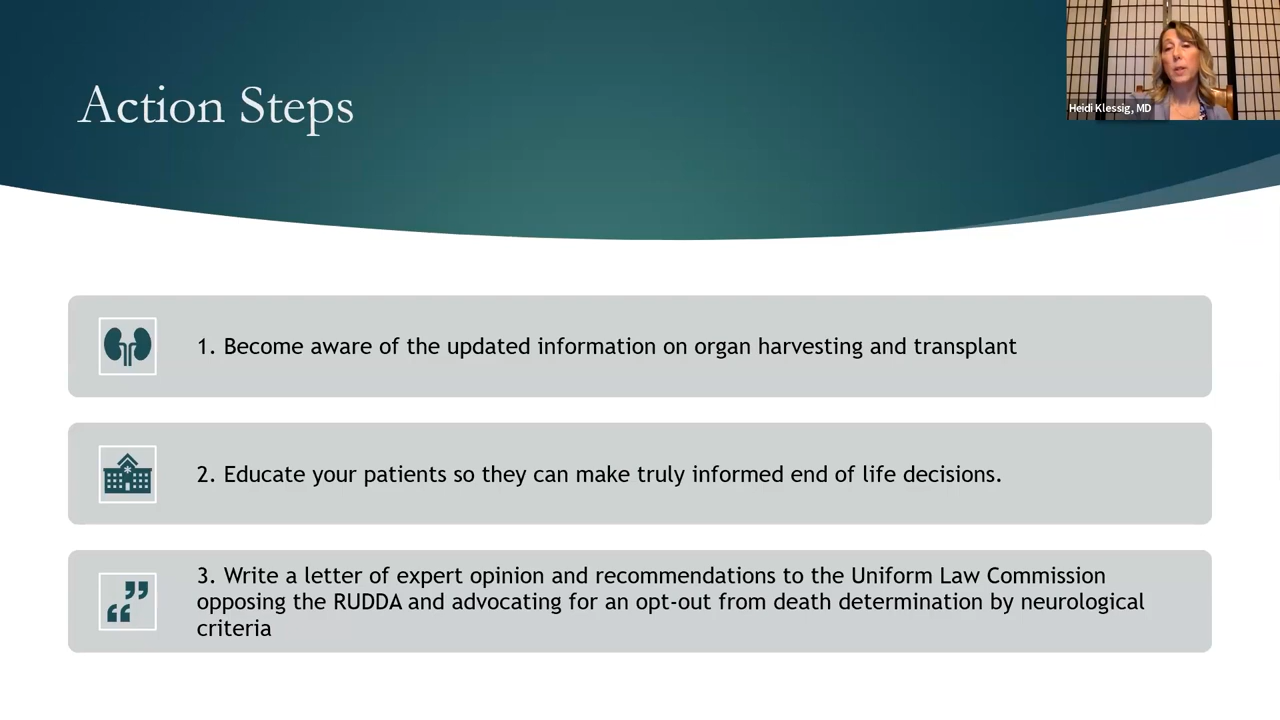 Heidi Klessig, MD
Action Steps
1. Become aware of the updated information on organ harvesting and transplant
2. Educate your patients so they can make truly informed end of life decisions.
3. Write a letter of expert opinion and recommendations to the Uniform Law Commission
opposing the RUDDA and advocating for an opt-out from death determination by neurological
criteria